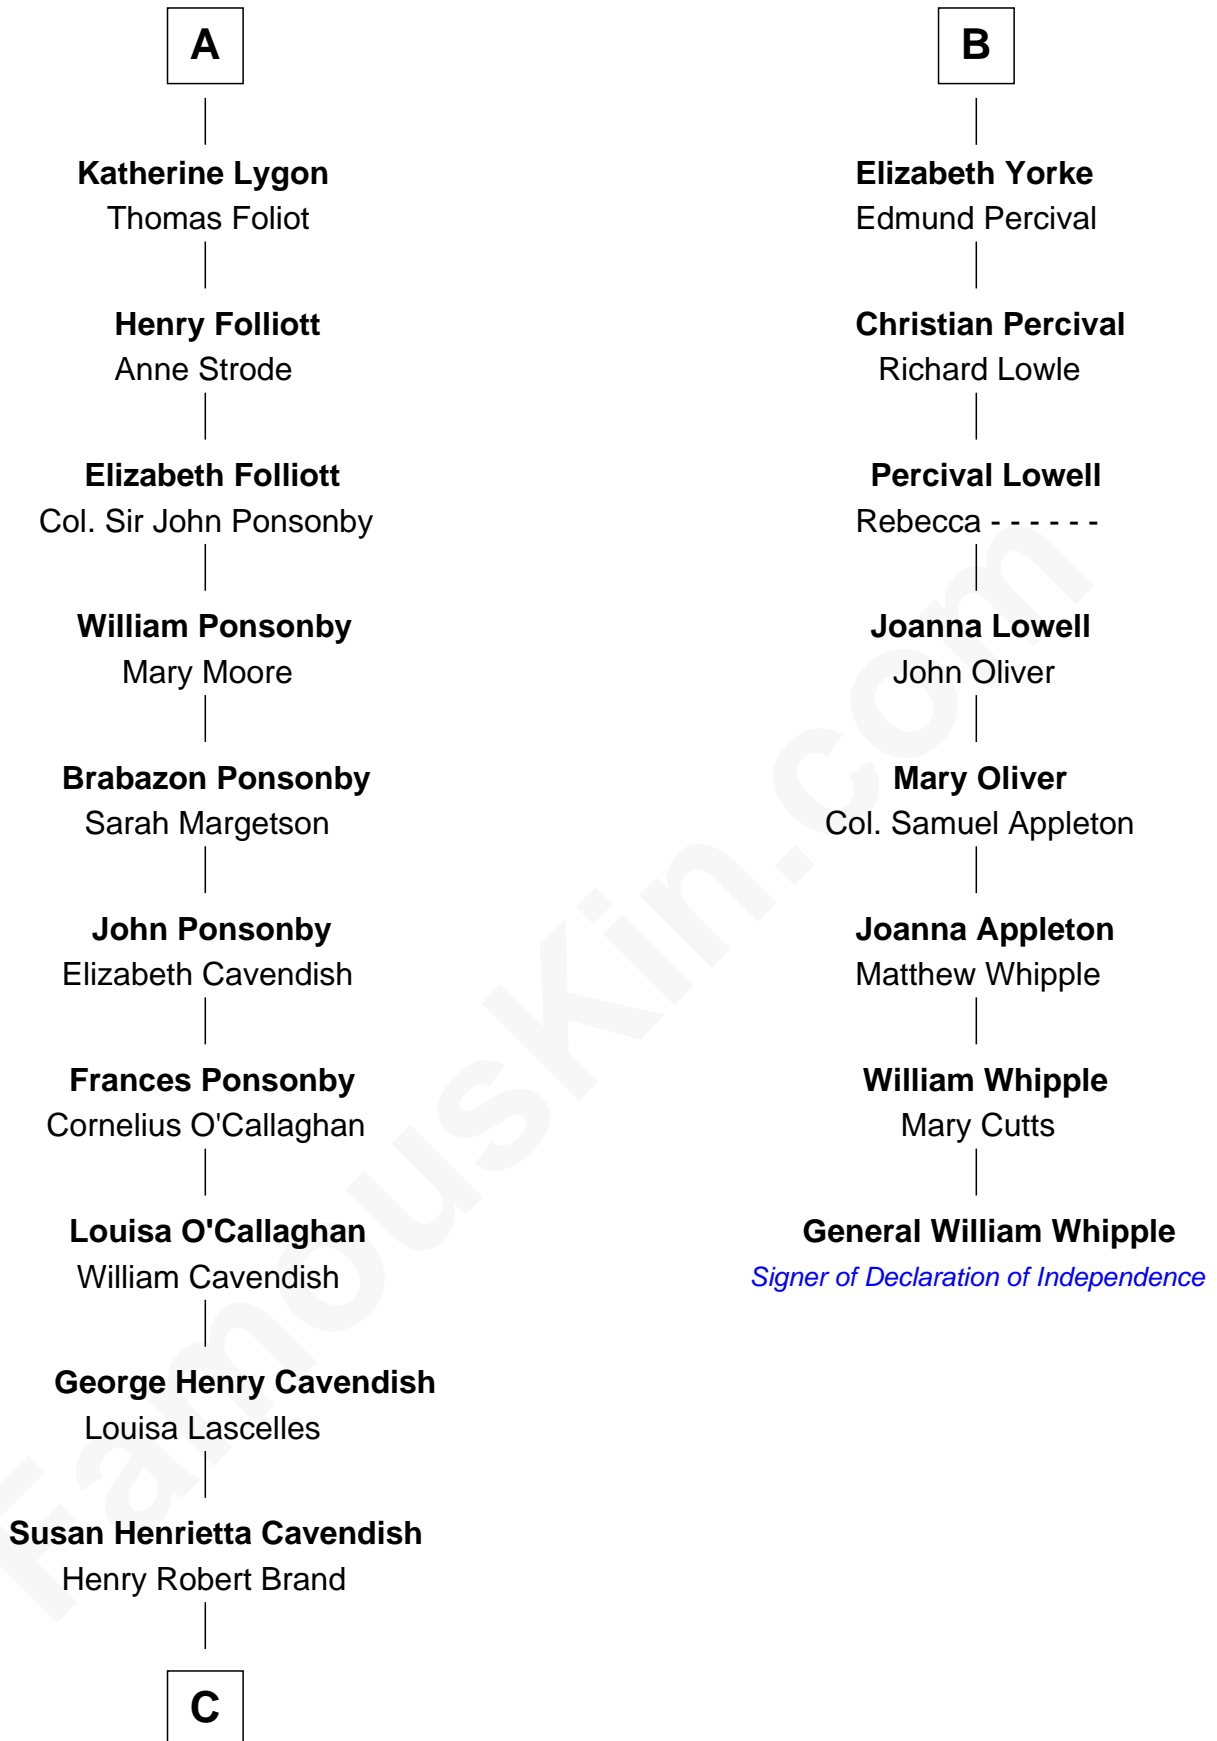 A
Katherine Lygon
Thomas Foliot
Henry Folliott
Anne Strode
Elizabeth Folliott
Col. Sir John Ponsonby
William Ponsonby
Mary Moore
Brabazon Ponsonby
Sarah Margetson
John Ponsonby
Elizabeth Cavendish
Frances Ponsonby
Cornelius O'Callaghan
Louisa O'Callaghan
William Cavendish
George Henry Cavendish
Louisa Lascelles
Susan Henrietta Cavendish
Henry Robert Brand
C
B
Elizabeth Yorke
Edmund Percival
Christian Percival
Richard Lowle
Percival Lowell
Rebecca - - - - - -
Joanna Lowell
John Oliver
Mary Oliver
Col. Samuel Appleton
Joanna Appleton
Matthew Whipple
William Whipple
Mary Cutts
General William Whipple
Signer of Declaration of Independence
FamousKin.com